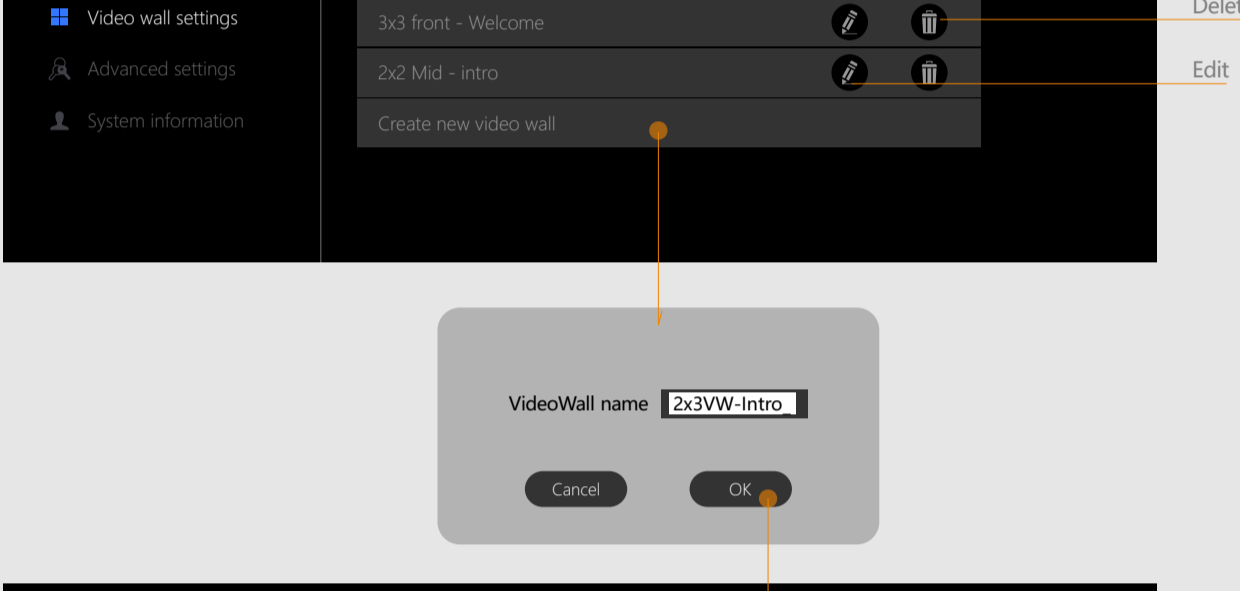 Video wall settings
Advanced settings
System information
3x3 front - Welcome
2x2 Mid - intro
Create new video wall
Edit
VideoWall name 2x3VW-Intro_
Cancel OK